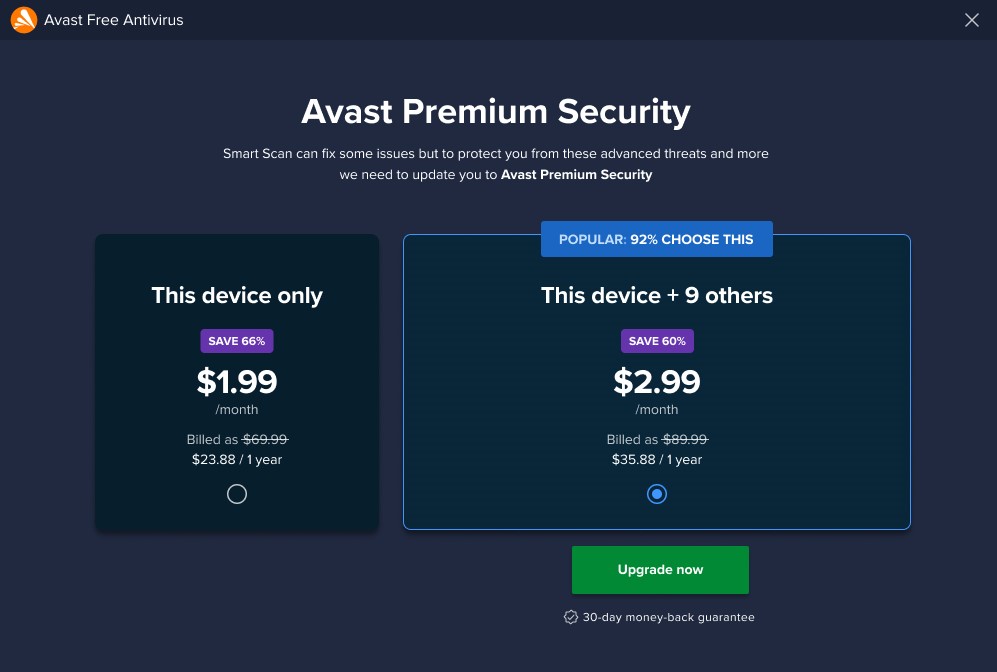 Avast Free Antivirus
Avast Premium Security
Smart Scan can fix some issues but to protect you from these advanced threats and more
we need to update you to Avast Premium Security
This device only
SAVE 66%
$1.99
/month
Billed as $69.99
$23.88 / 1 year
POPULAR: 92% CHOOSE THIS
This device + 9 others
SAVE 60%
$2.99
/month
Billed as $89.99
$35.88 / 1 year
Upgrade now
30-day money-back guarantee